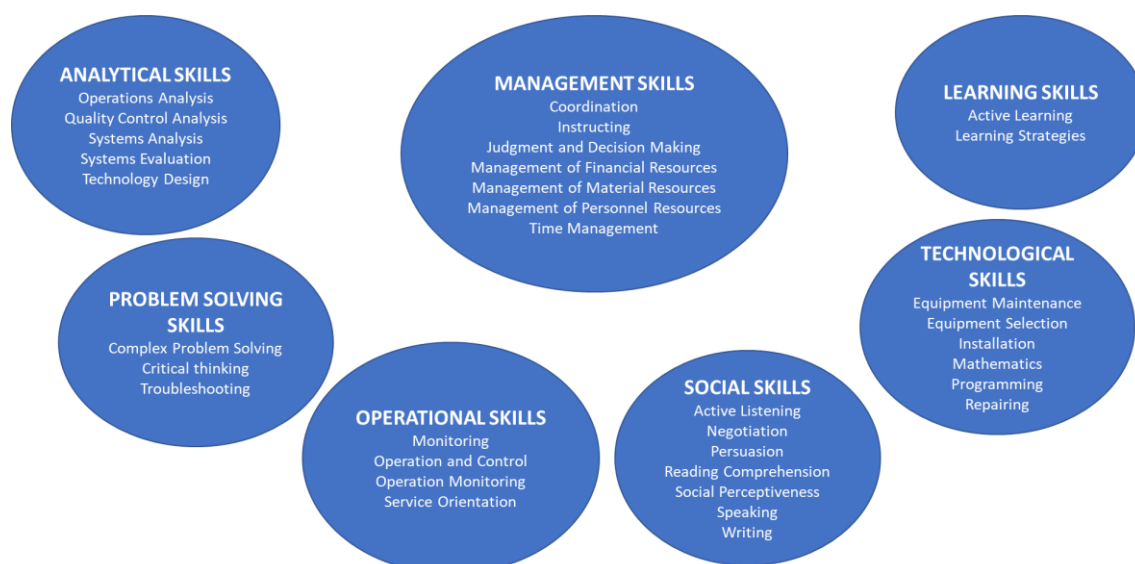 ANALYTICAL SKILLS
Operations Analysis
Quality Control Analysis
Systems Analysis
Systems Evaluation
Technology Design
MANAGEMENT SKILLS
Coordination
Instructing
Judgment and Decision Making
Management of Financial Resources
Management of Material Resources
Management of Personnel Resources
Time Management
LEARNING SKILLS
Active Learning
Learning Strategies
PROBLEM SOLVING
SKILLS
Complex Problem Solving
Critical thinking
Troubleshooting
OPERATIONAL SKILLS
Monitoring
Operation and Control
Operation Monitoring
Service Orientation
SOCIAL SKILLS
Active Listening
Negotiation
Persuasion
Reading Comprehension
Social Perceptiveness
Speaking
Writing
TECHNOLOGICAL
SKILLS
Equipment Maintenance
Equipment Selection
Installation
Mathematics
Programming
Repairing